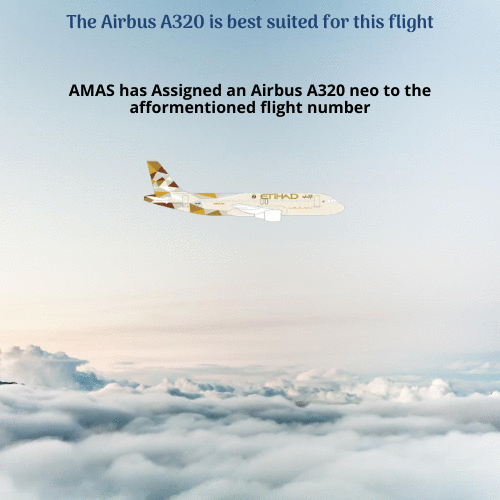 The Airbus A320 is best suited for this flight
AMAS has Assigned an Airbus A320 neo to the
afformentioned flight number
ETIHAD